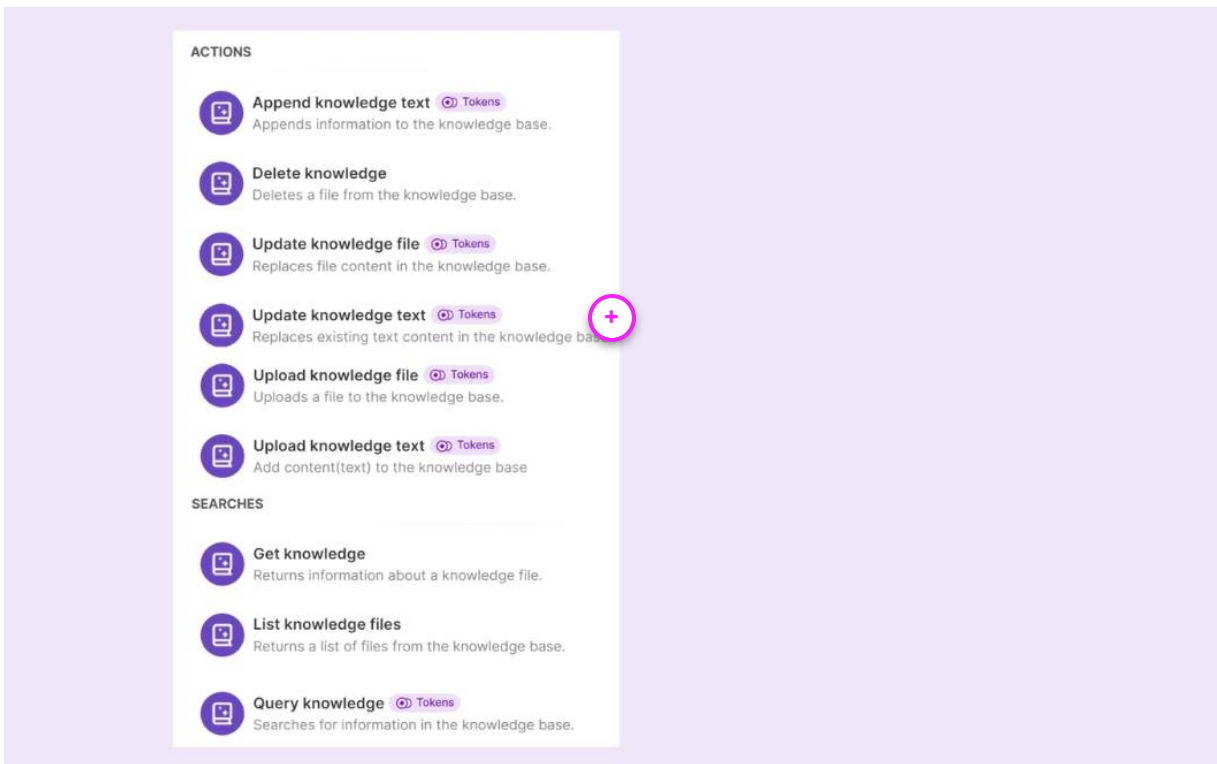 ACTIONS
Append knowledge text Tokens
Appends information to the knowledge base.
Delete knowledge
Deletes a file from the knowledge base.
Update knowledge file Tokens
Replaces file content in the knowledge base.
Update knowledge text Tokens
Replaces existing text content in the knowledge
Upload knowledge file Tokens
Uploads a file to the knowledge base.
Upload knowledge text Tokens
Add content(text) to the knowledge base
SEARCHES
Get knowledge
Returns information about a knowledge file.
List knowledge files
Returns a list of files from the knowledge base.
Query knowledge Tokens
Searches for information in the knowledge base.